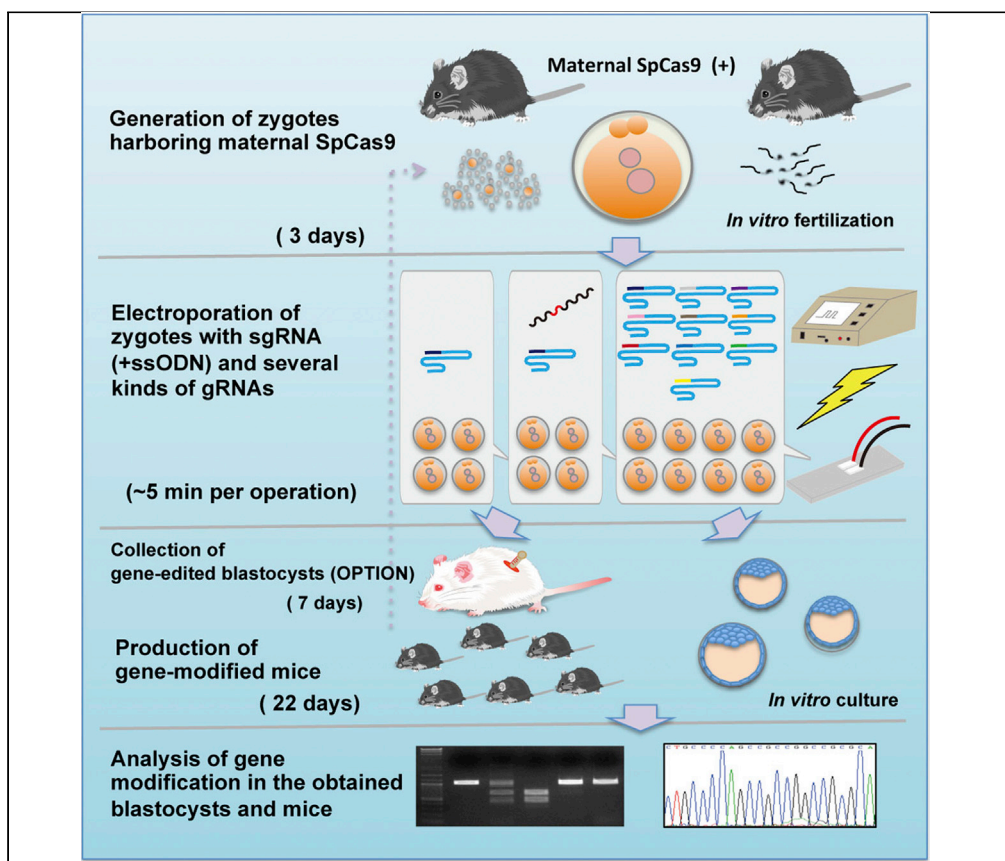 Maternal SpCas9 (+)
Generation of zygotes
harboring maternal SpCas9
In vitro fertilization
( 3 days)
Electroporation of
zygotes with sgRNA
(+ssODN) and several
kinds of gRNAs
(~5 min per operation)
Collection of
gene-edited blastocysts (OPTION)
( 7 days)
Production of
gene-modified mice
( 22 days)
In vitro culture
Analysis of gene
modification in the obtained
blastocysts and mice
C T G C C C C A G C C G C C G G C C G C G C A